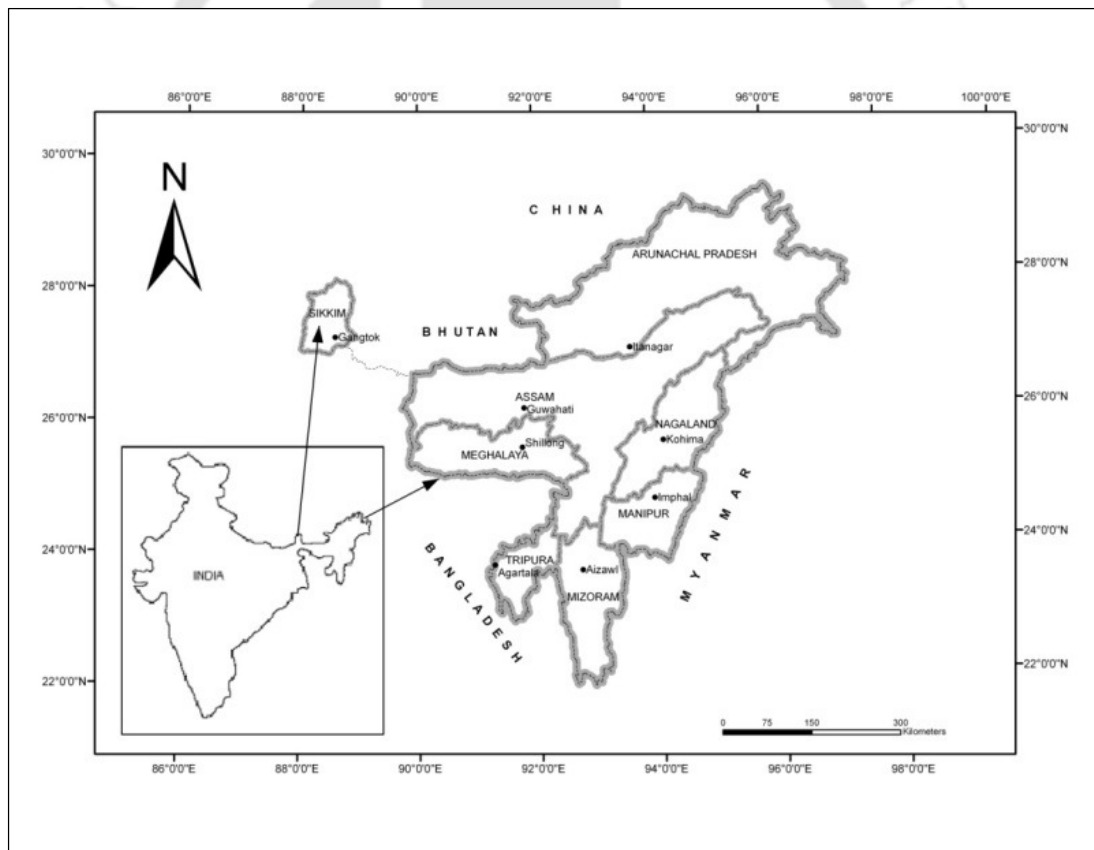 86°0'0"E 88°0'0"E 90°0'0"E 92°0'0"E 94°0'0"E 96°0'0"E 98°0'0"E 100°0'0"E
30°0'0"N
30°0'0"N
N
CHINA
ARUNACHAL PRADESH
28°0'0"N
28°0'0"N
SIKKIM
Gangtok
BHUTAN
Itanagar
26°0'0"N
26°0'0"N
ASSAM
Guwahati
NAGALAND
Kohima
Shillong
MEGHALAYA
Imphal
MANIPUR
MYANMAR
24°0'0"N
24°0'0"N
BANGLADESH
TRIPURA
Agartala
Aizawl
MIZORAM
INDIA
22°0'0"N
22°0'0"N
0 75 150 300
Kilometers
86°0'0"E 88°0'0"E 90°0'0"E 92°0'0"E 94°0'0"E 96°0'0"E 98°0'0"E